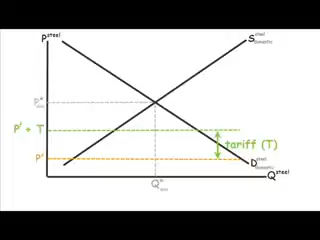 P steel
S steel domestic
P*
P' + T
tariff (T)
P'
D steel domestic
Q*
Q steel